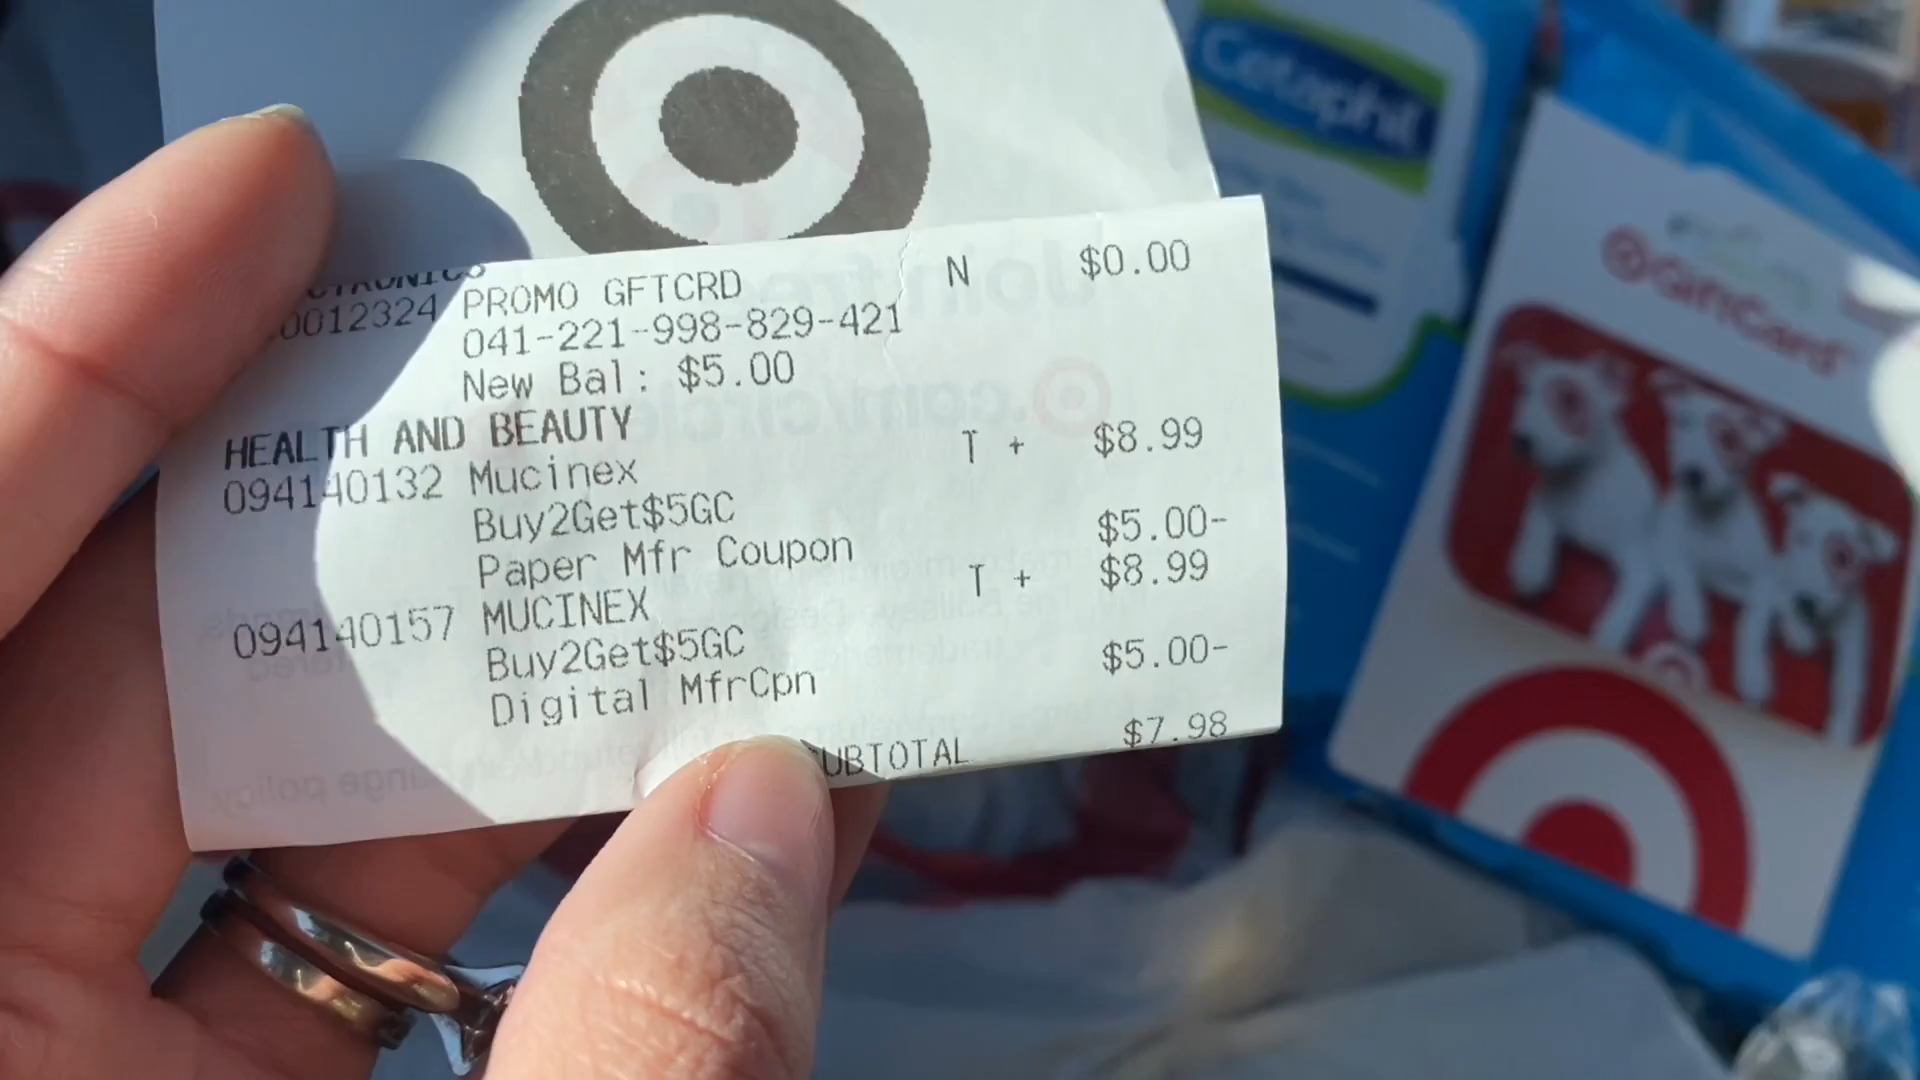 PROMO GFTCRD N $0.00
041-221-998-829-421
New Bal: $5.00
HEALTH AND BEAUTY
094140132 Mucinex T + $8.99
Buy2Get$5GC
Paper Mfr Coupon $5.00-
094140157 MUCINEX T + $8.99
Buy2Get$5GC
Digital MfrCpn $5.00-
UBTOTAL $7.98
Cetaphil
GiftCard